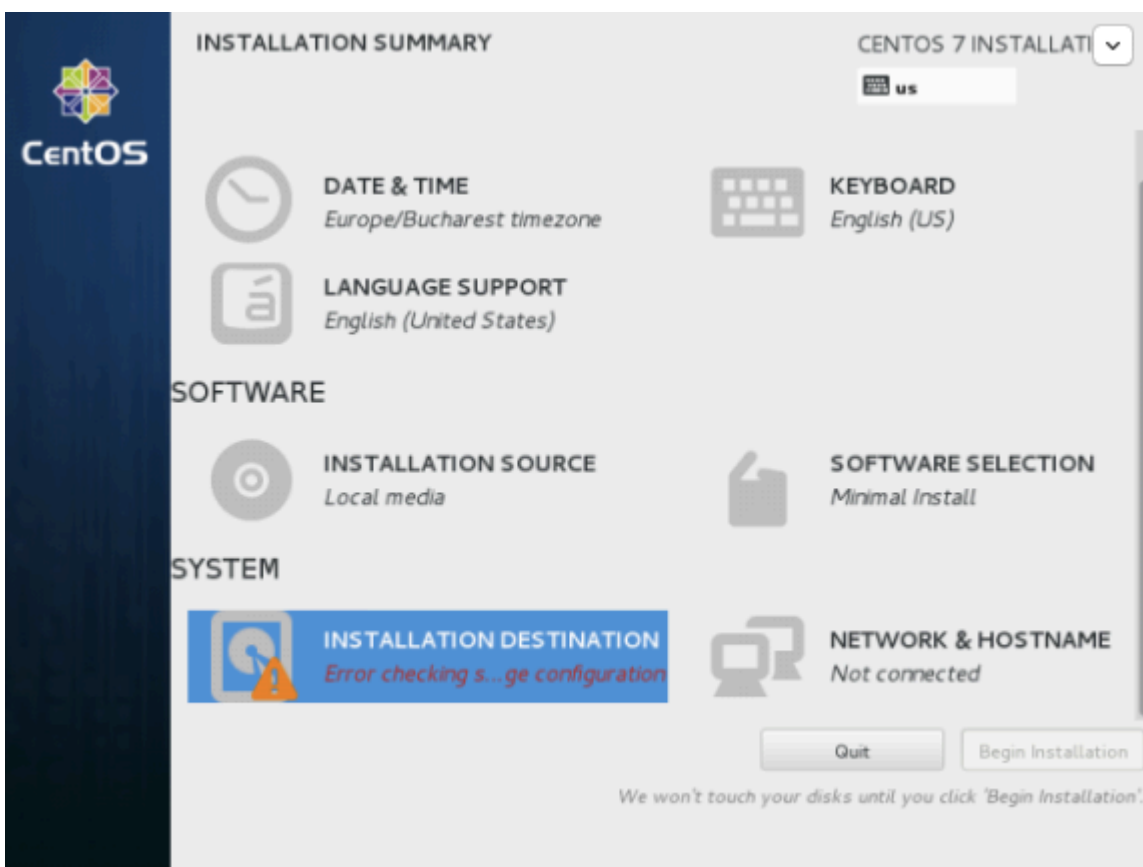 INSTALLATION SUMMARY
CENTOS 7 INSTALLATI
us
CentOS
DATE & TIME
Europe/Bucharest timezone
KEYBOARD
English (US)
LANGUAGE SUPPORT
English (United States)
SOFTWARE
INSTALLATION SOURCE
Local media
SOFTWARE SELECTION
Minimal Install
SYSTEM
INSTALLATION DESTINATION
Error checking s...ge configuration
NETWORK & HOSTNAME
Not connected
Quit
Begin Installation
We won't touch your disks until you click 'Begin Installation'.